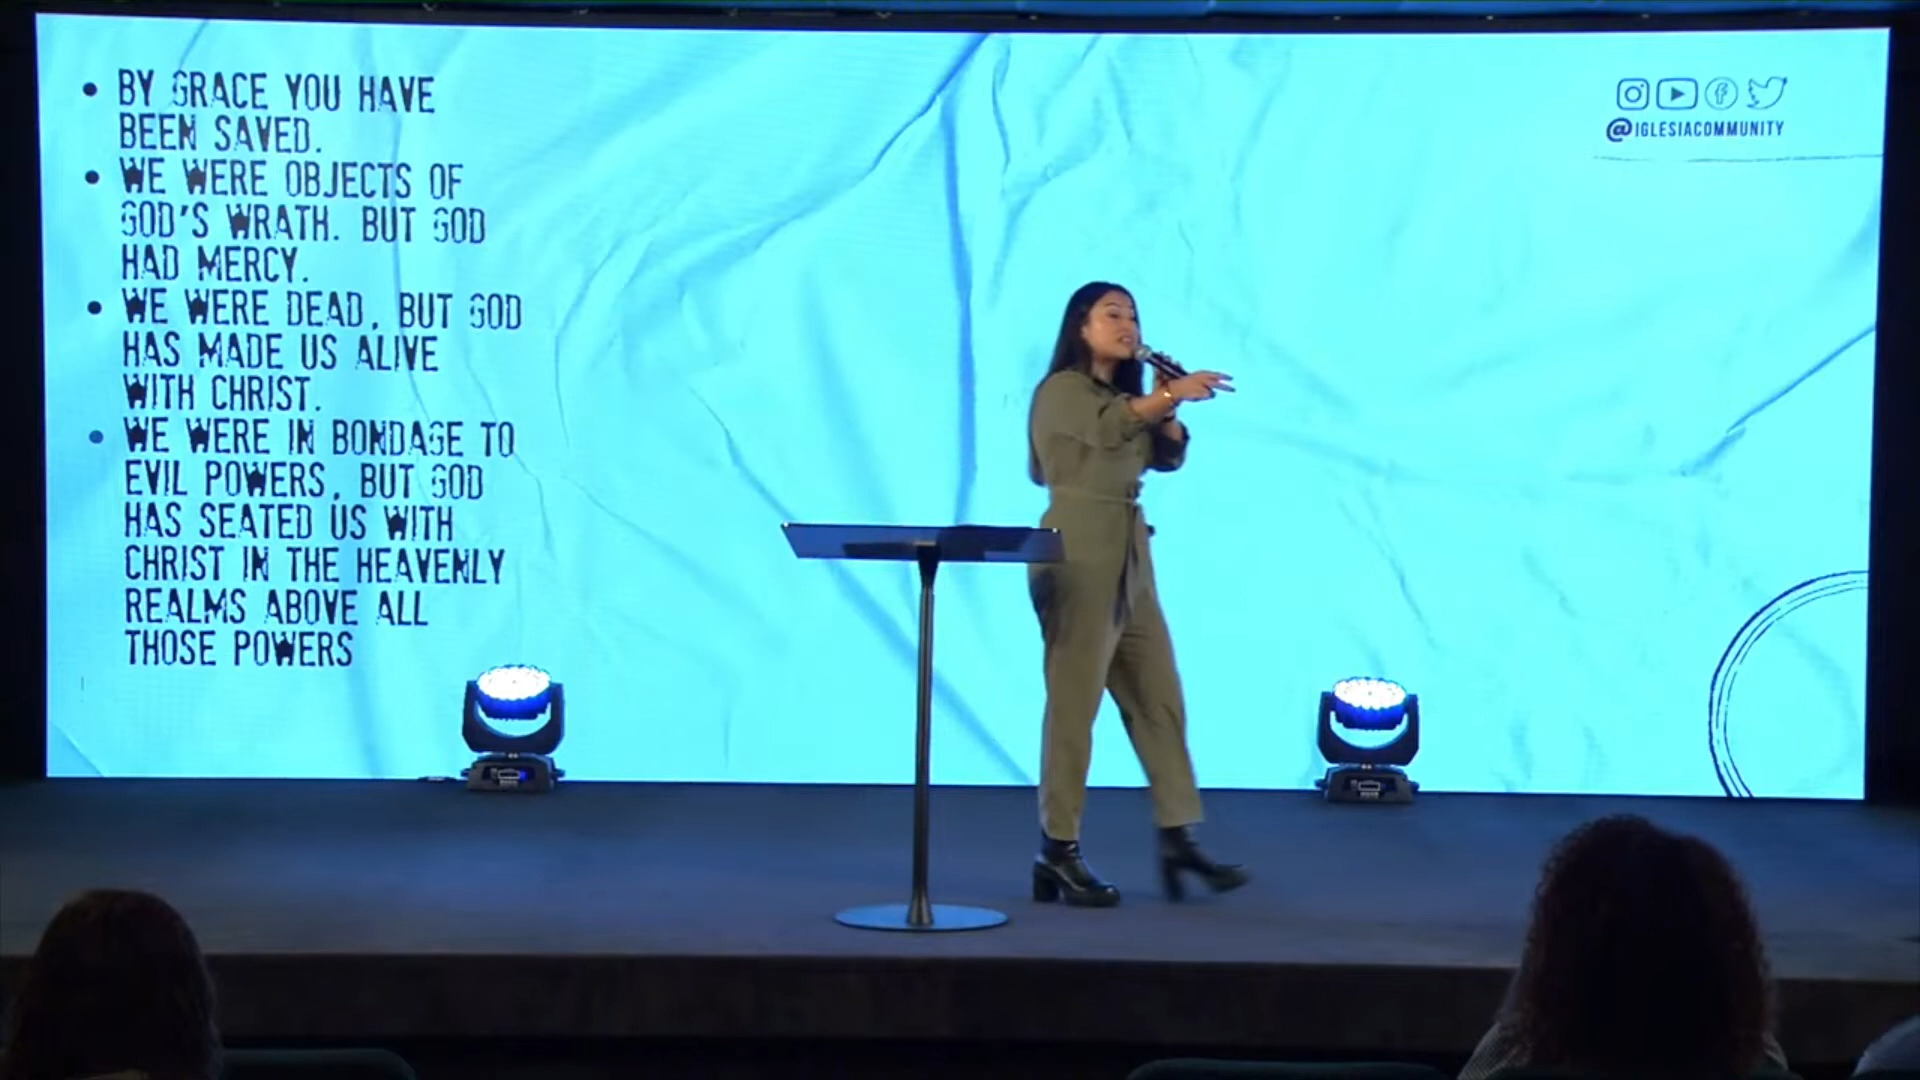 • BY GRACE YOU HAVE
BEEN SAVED.
• WE WERE OBJECTS OF
GOD'S WRATH. BUT GOD
HAD MERCY.
• WE WERE DEAD, BUT GOD
HAS MADE US ALIVE
WITH CHRIST.
• WE WERE IN BONDAGE TO
EVIL POWERS, BUT GOD
HAS SEATED US WITH
CHRIST IN THE HEAVENLY
REALMS ABOVE ALL
THOSE POWERS
@IGLESIACOMMUNITY